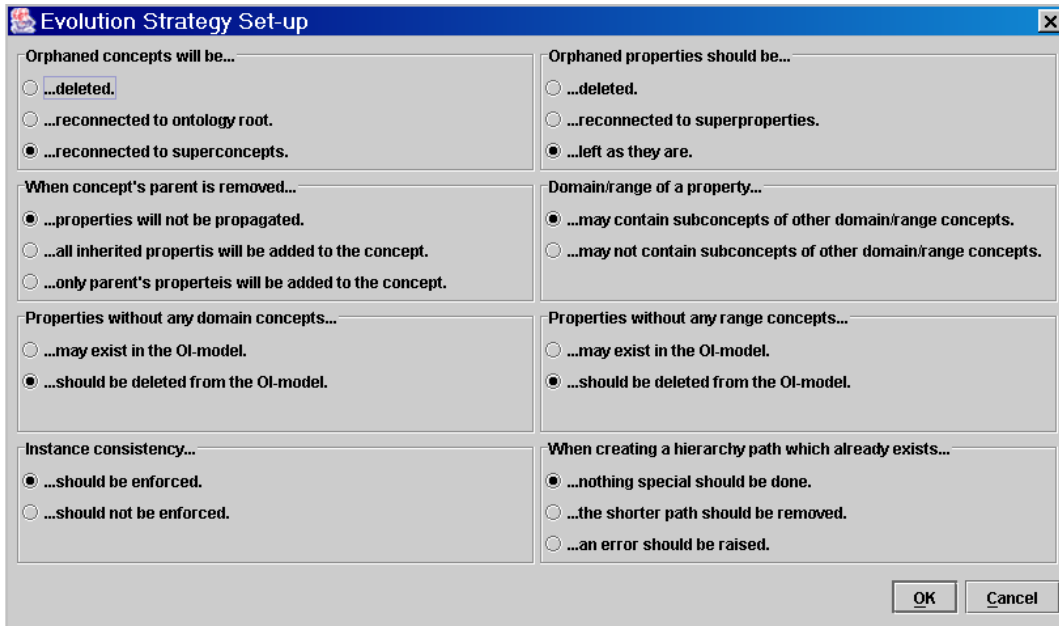 Evolution Strategy Set-up
Orphaned concepts will be...
...deleted.
...reconnected to ontology root.
...reconnected to superconcepts.
Orphaned properties should be...
...deleted.
...reconnected to superproperties.
...left as they are.
When concept's parent is removed...
...properties will not be propagated.
...all inherited propertis will be added to the concept.
...only parent's properteis will be added to the concept.
Domain/range of a property...
...may contain subconcepts of other domain/range concepts.
...may not contain subconcepts of other domain/range concepts.
Properties without any domain concepts...
...may exist in the OI-model.
...should be deleted from the OI-model.
Properties without any range concepts...
...may exist in the OI-model.
...should be deleted from the OI-model.
Instance consistency...
...should be enforced.
...should not be enforced.
When creating a hierarchy path which already exists...
...nothing special should be done.
...the shorter path should be removed.
...an error should be raised.
OK
Cancel